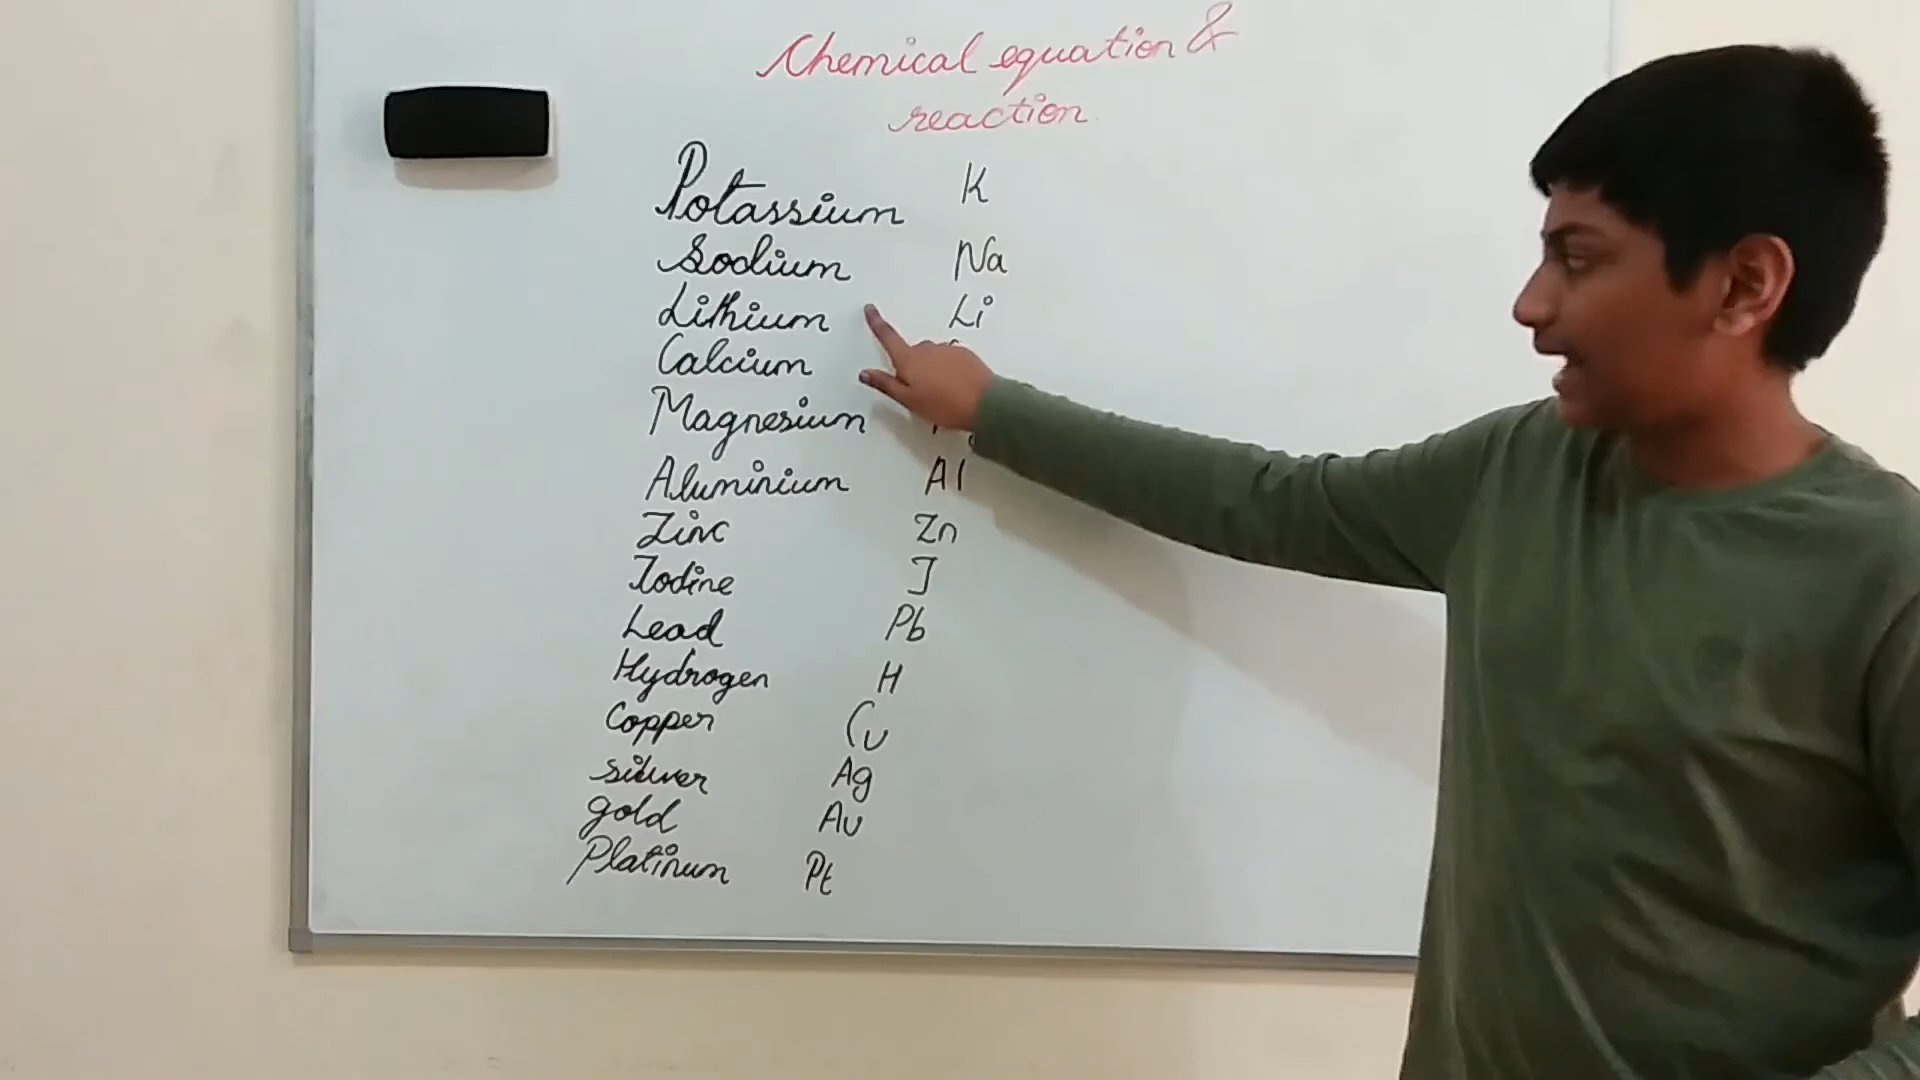 Chemical equation &
reaction
Potassium K
Sodium Na
Lithium Li
Calcium
Magnesium
Aluminium Al
Zinc Zn
Iodine I
Lead Pb
Hydrogen H
Copper Cu
silver Ag
gold Au
Platinum Pt